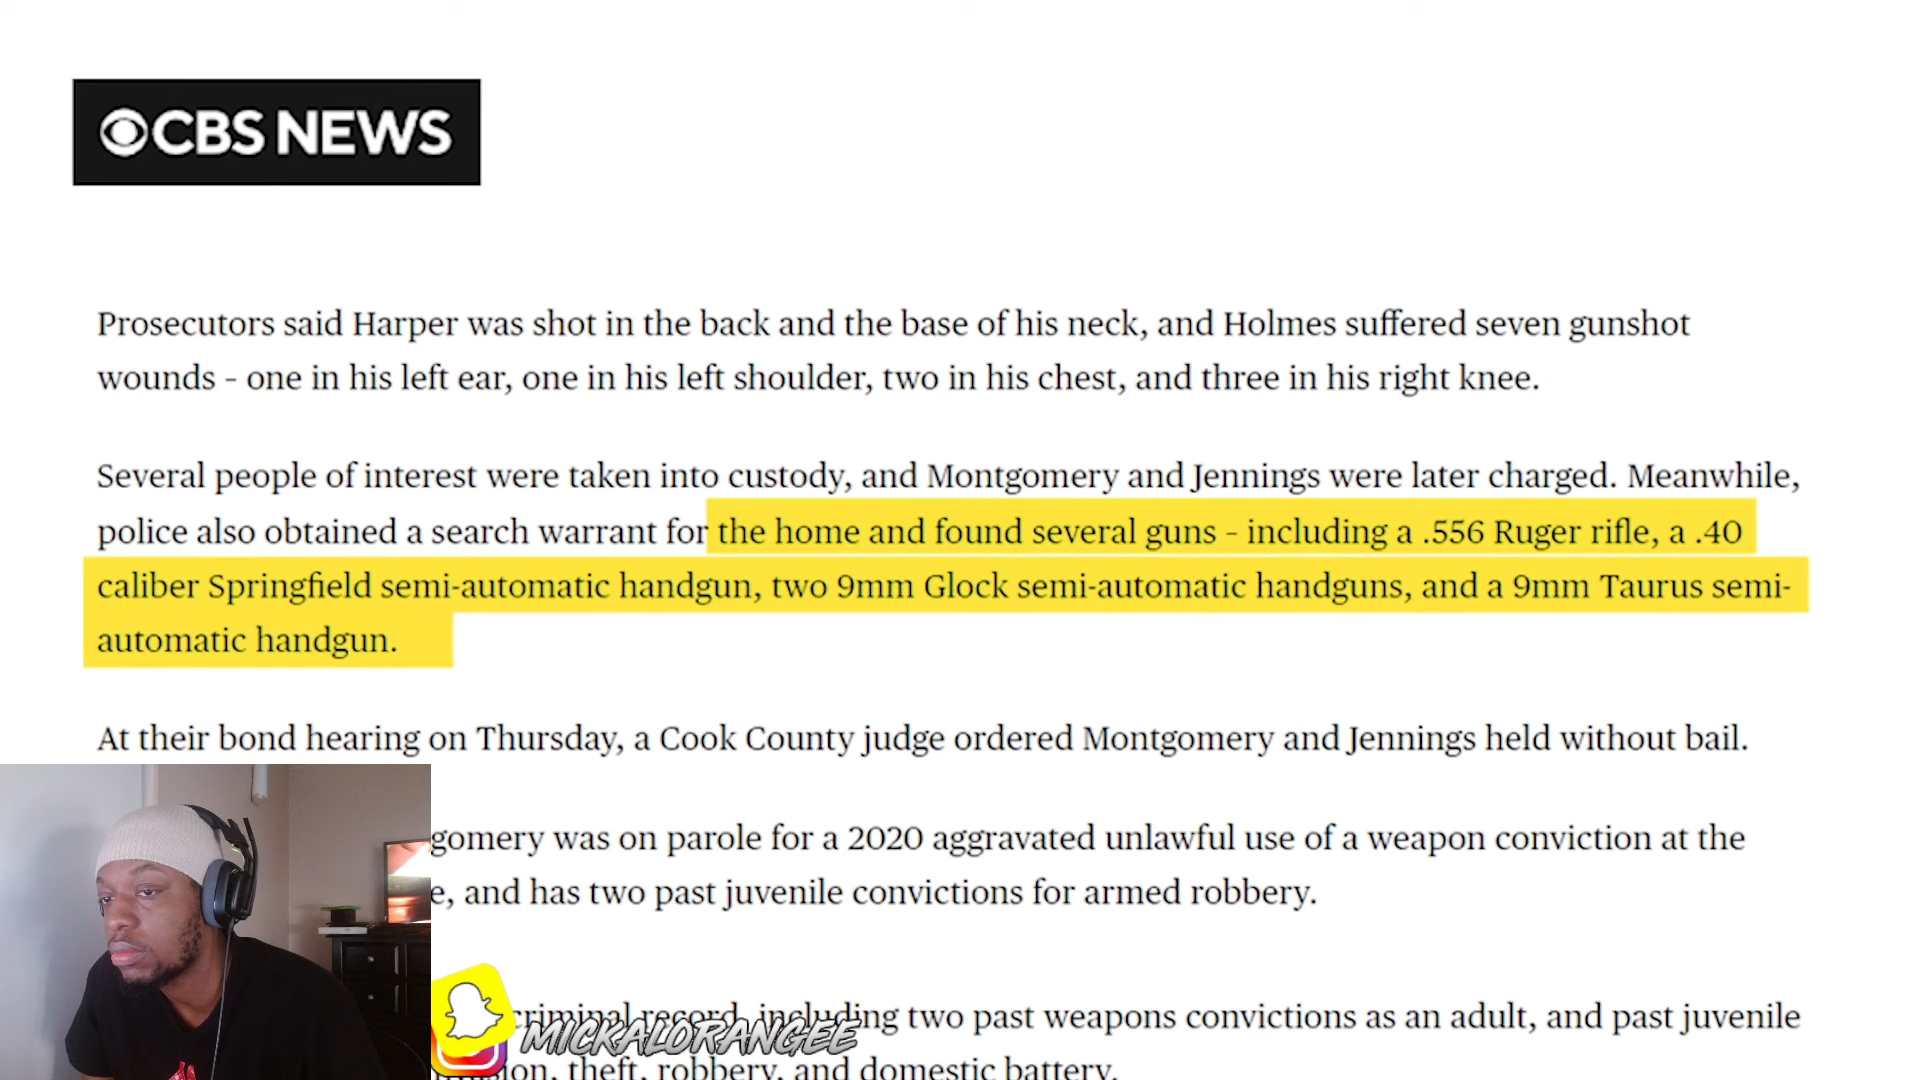 CBS NEWS
Prosecutors said Harper was shot in the back and the base of his neck, and Holmes suffered seven gunshot
wounds - one in his left ear, one in his left shoulder, two in his chest, and three in his right knee.
Several people of interest were taken into custody, and Montgomery and Jennings were later charged. Meanwhile,
police also obtained a search warrant for the home and found several guns - including a .556 Ruger rifle, a .40
caliber Springfield semi-automatic handgun, two 9mm Glock semi-automatic handguns, and a 9mm Taurus semi-
automatic handgun.
At their bond hearing on Thursday, a Cook County judge ordered Montgomery and Jennings held without bail.
gomery was on parole for a 2020 aggravated unlawful use of a weapon conviction at the
e, and has two past juvenile convictions for armed robbery.
criminal record, including two past weapons convictions as an adult, and past juvenile
MICKALORANGEE
theft, robbery, and domestic battery.